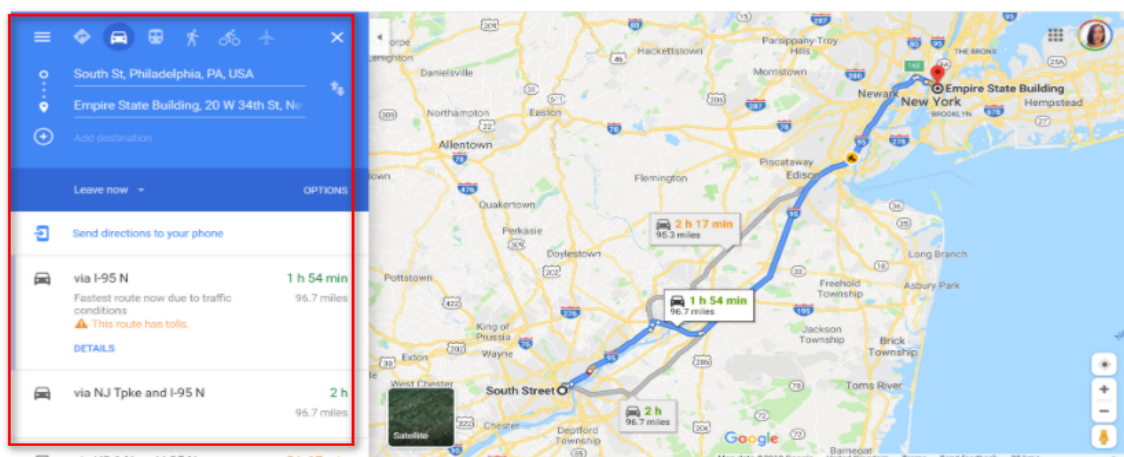 South St, Philadelphia, PA, USA
Empire State Building, 20 W 34th St, Ne
Add destination
Leave now
OPTIONS
Send directions to your phone
via I-95 N
1 h 54 min
Fastest route now due to traffic
96.7 miles
conditions
This route has tolls.
DETAILS
via NJ Tpke and I-95 N
2 h
96.7 miles
Hackettstown
Parsippany-Troy
Hills
THE BRONX
Danielsville
Morristown
Empire State Building
Newark
New York
Hempstead
BROOKLYN
Northampton
Easton
Allentown
Piscataway
Edison
Flemington
Quakertown
2 h 17 min
95.3 miles
Perkasie
Doylestown
Long Branch
Pottstown
Freehold
Township
Asbury Park
1 h 54 min
96.7 miles
King of
Prussia
Jackson
Township
Brick
Township
Exton
Wayne
West Chester
South Street
Toms River
2 h
96.7 miles
Satellite
Chester
Deptford
Township
Google
Barnegat